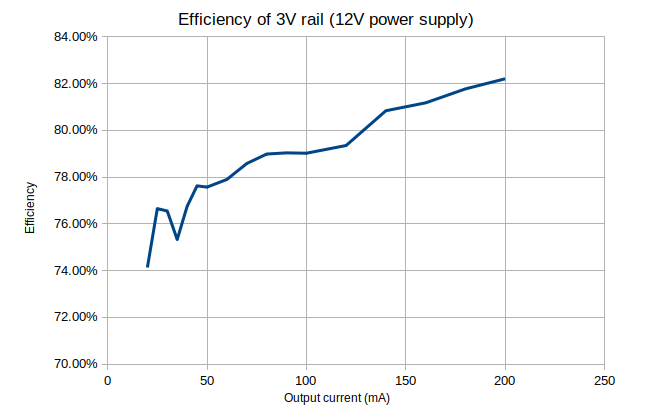 Efficiency of 3V rail (12V power supply)
84.00%
82.00%
80.00%
78.00%
76.00%
74.00%
72.00%
70.00%
Efficiency
0 50 100 150 200 250
Output current (mA)